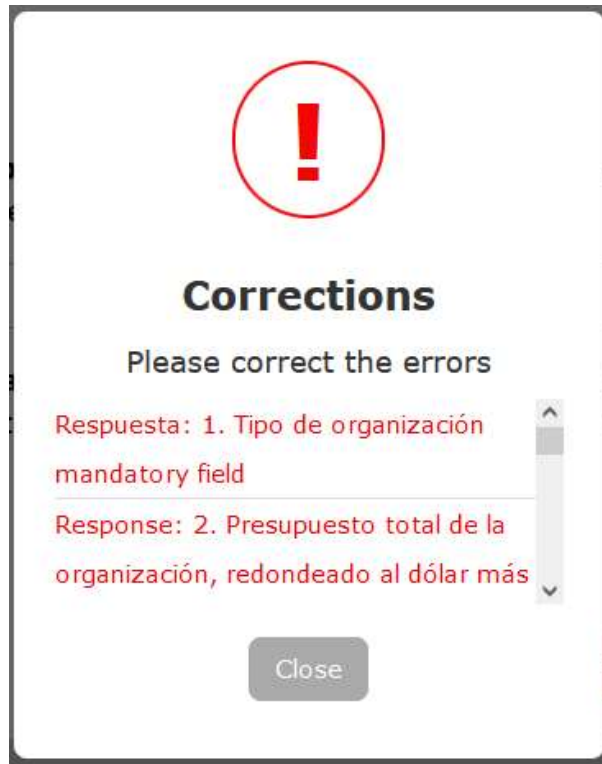 !
Corrections
Please correct the errors
Respuesta: 1. Tipo de organización
mandatory field
Response: 2. Presupuesto total de la
organización, redondeado al dólar más
Close